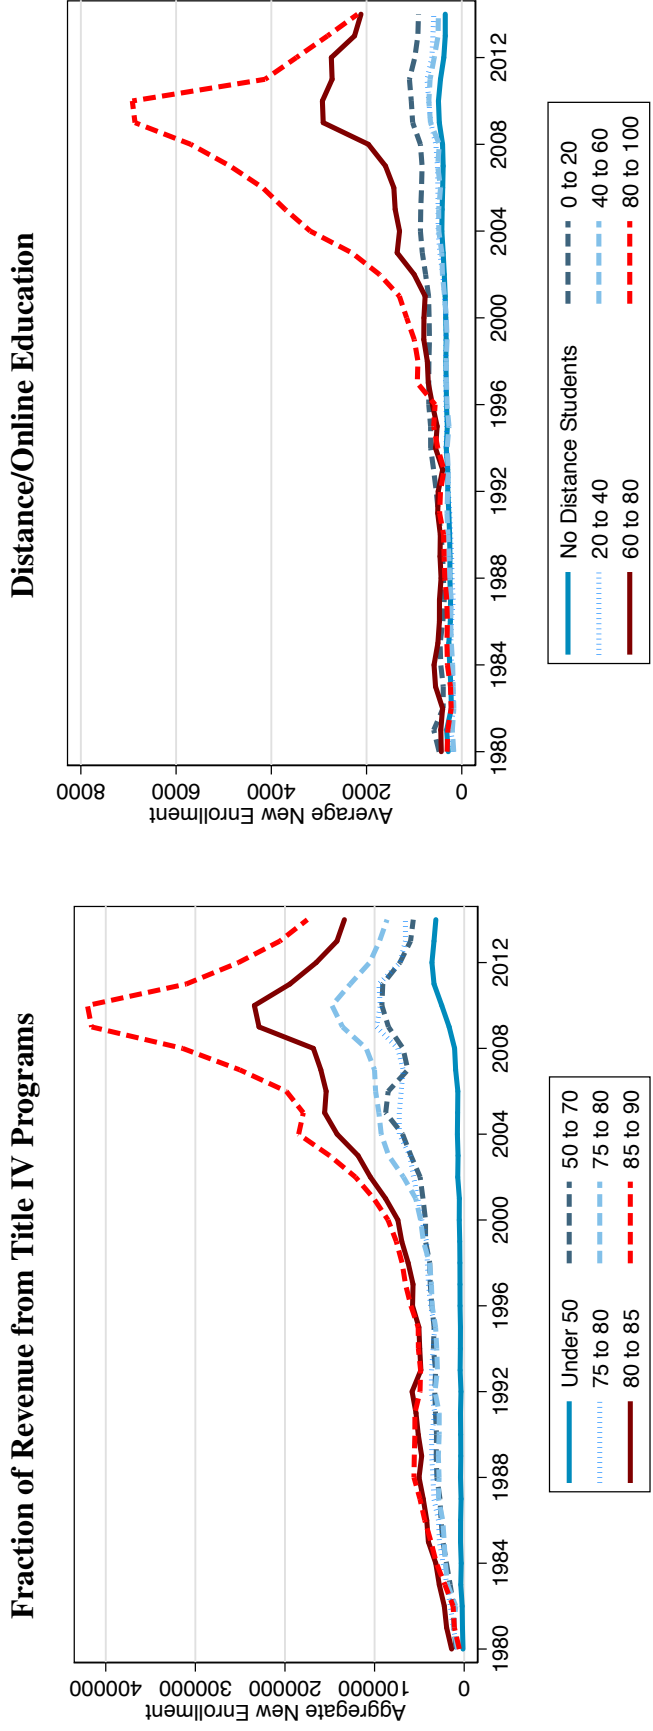 Fraction of Revenue from Title IV Programs
Aggregate New Enrollment
0
100000
200000
300000
400000
1980
1984
1988
1992
1996
2000
2004
2008
2012
Under 50
50 to 70
75 to 80
75 to 80
80 to 85
85 to 90
Distance/Online Education
Average New Enrollment
0
2000
4000
6000
8000
1980
1984
1988
1992
1996
2000
2004
2008
2012
No Distance Students
0 to 20
20 to 40
40 to 60
60 to 80
80 to 100